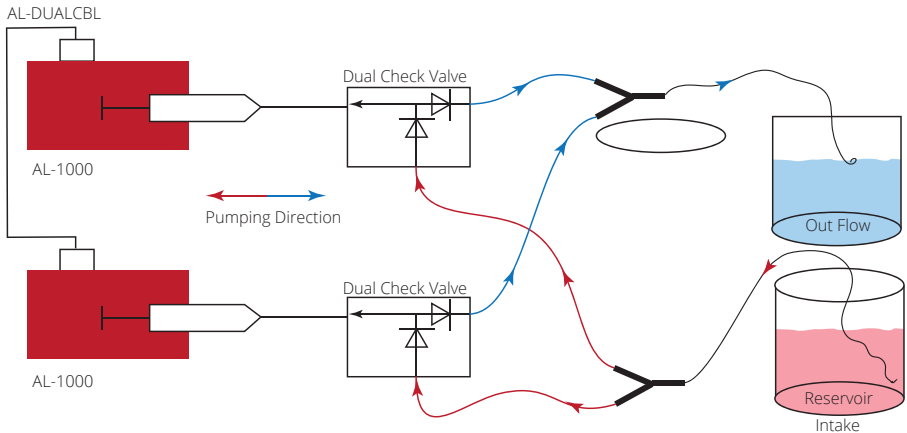 AL-DUALCBL
Dual Check Valve
AL-1000
Pumping Direction
Out Flow
Dual Check Valve
AL-1000
Reservoir
Intake